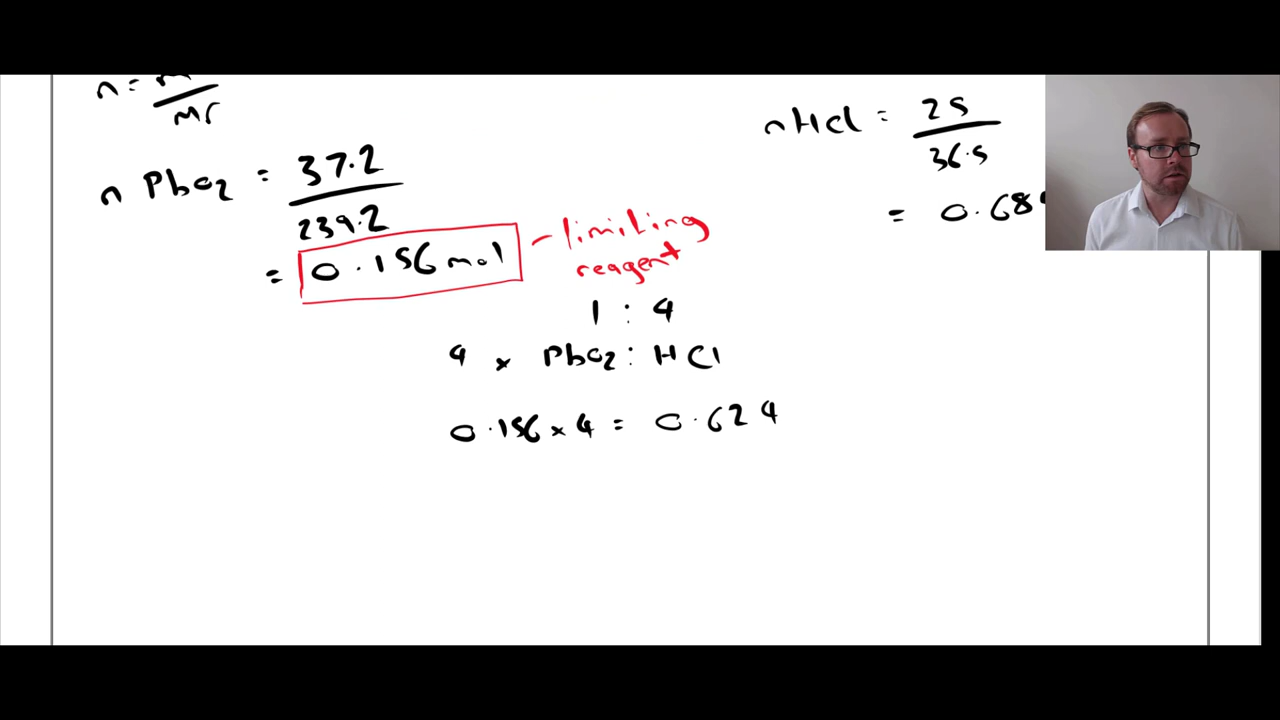 n = m
Mr
n PbO2 = 37.2
239.2
= 0.156 mol
- limiting
reagent
1 : 4
4 x PbO2 : HCl
0.156 x 4 = 0.624
nHCl = 25
36.5
= 0.68